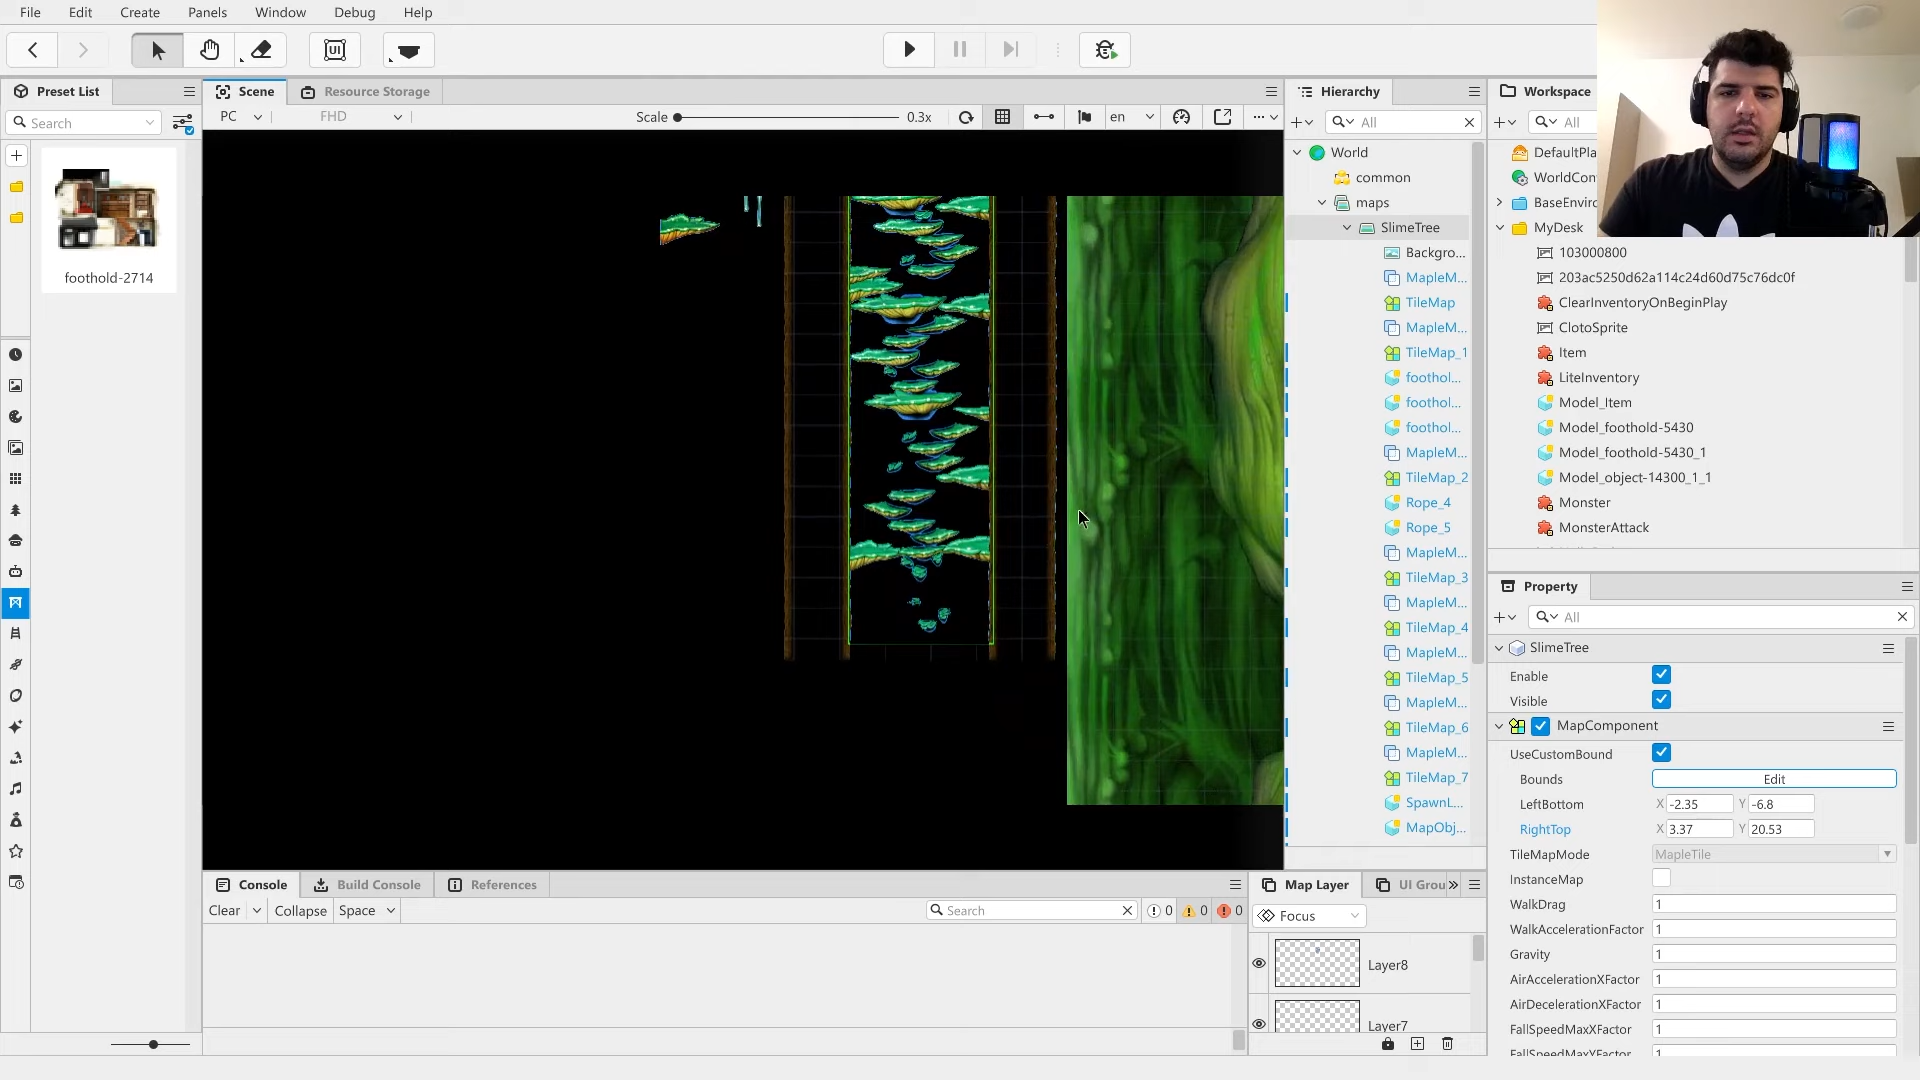 File Edit Create Panels Window Debug Help
UI
Preset List
Search
foothold-2714
Scene Resource Storage
PC FHD Scale 0.3x en
Hierarchy
All
World
common
maps
SlimeTree
Backgro...
MapleM...
TileMap
MapleM...
TileMap_1
foothol...
foothol...
foothol...
MapleM...
TileMap_2
Rope_4
Rope_5
MapleM...
TileMap_3
MapleM...
TileMap_4
MapleM...
TileMap_5
MapleM...
TileMap_6
MapleM...
TileMap_7
SpawnL...
MapObj...
Workspace
All
DefaultPla
WorldCon
BaseEnviro
MyDesk
103000800
203ac5250d62a114c24d60d75c76dc0f
ClearInventoryOnBeginPlay
ClotoSprite
Item
LiteInventory
Model_Item
Model_foothold-5430
Model_foothold-5430_1
Model_object-14300_1_1
Monster
MonsterAttack
Property
All
SlimeTree
Enable
Visible
MapComponent
UseCustomBound
Bounds Edit
LeftBottom X -2.35 Y -6.8
RightTop X 3.37 Y 20.53
TileMapMode MapleTile
InstanceMap
WalkDrag 1
WalkAccelerationFactor 1
Gravity 1
AirAccelerationXFactor 1
AirDecelerationXFactor 1
FallSpeedMaxXFactor 1
FallSpeedMaxYFactor 1
Console Build Console References
Clear Collapse Space Search 0 0 0
Map Layer UI Grou
Focus
Layer8
Layer7